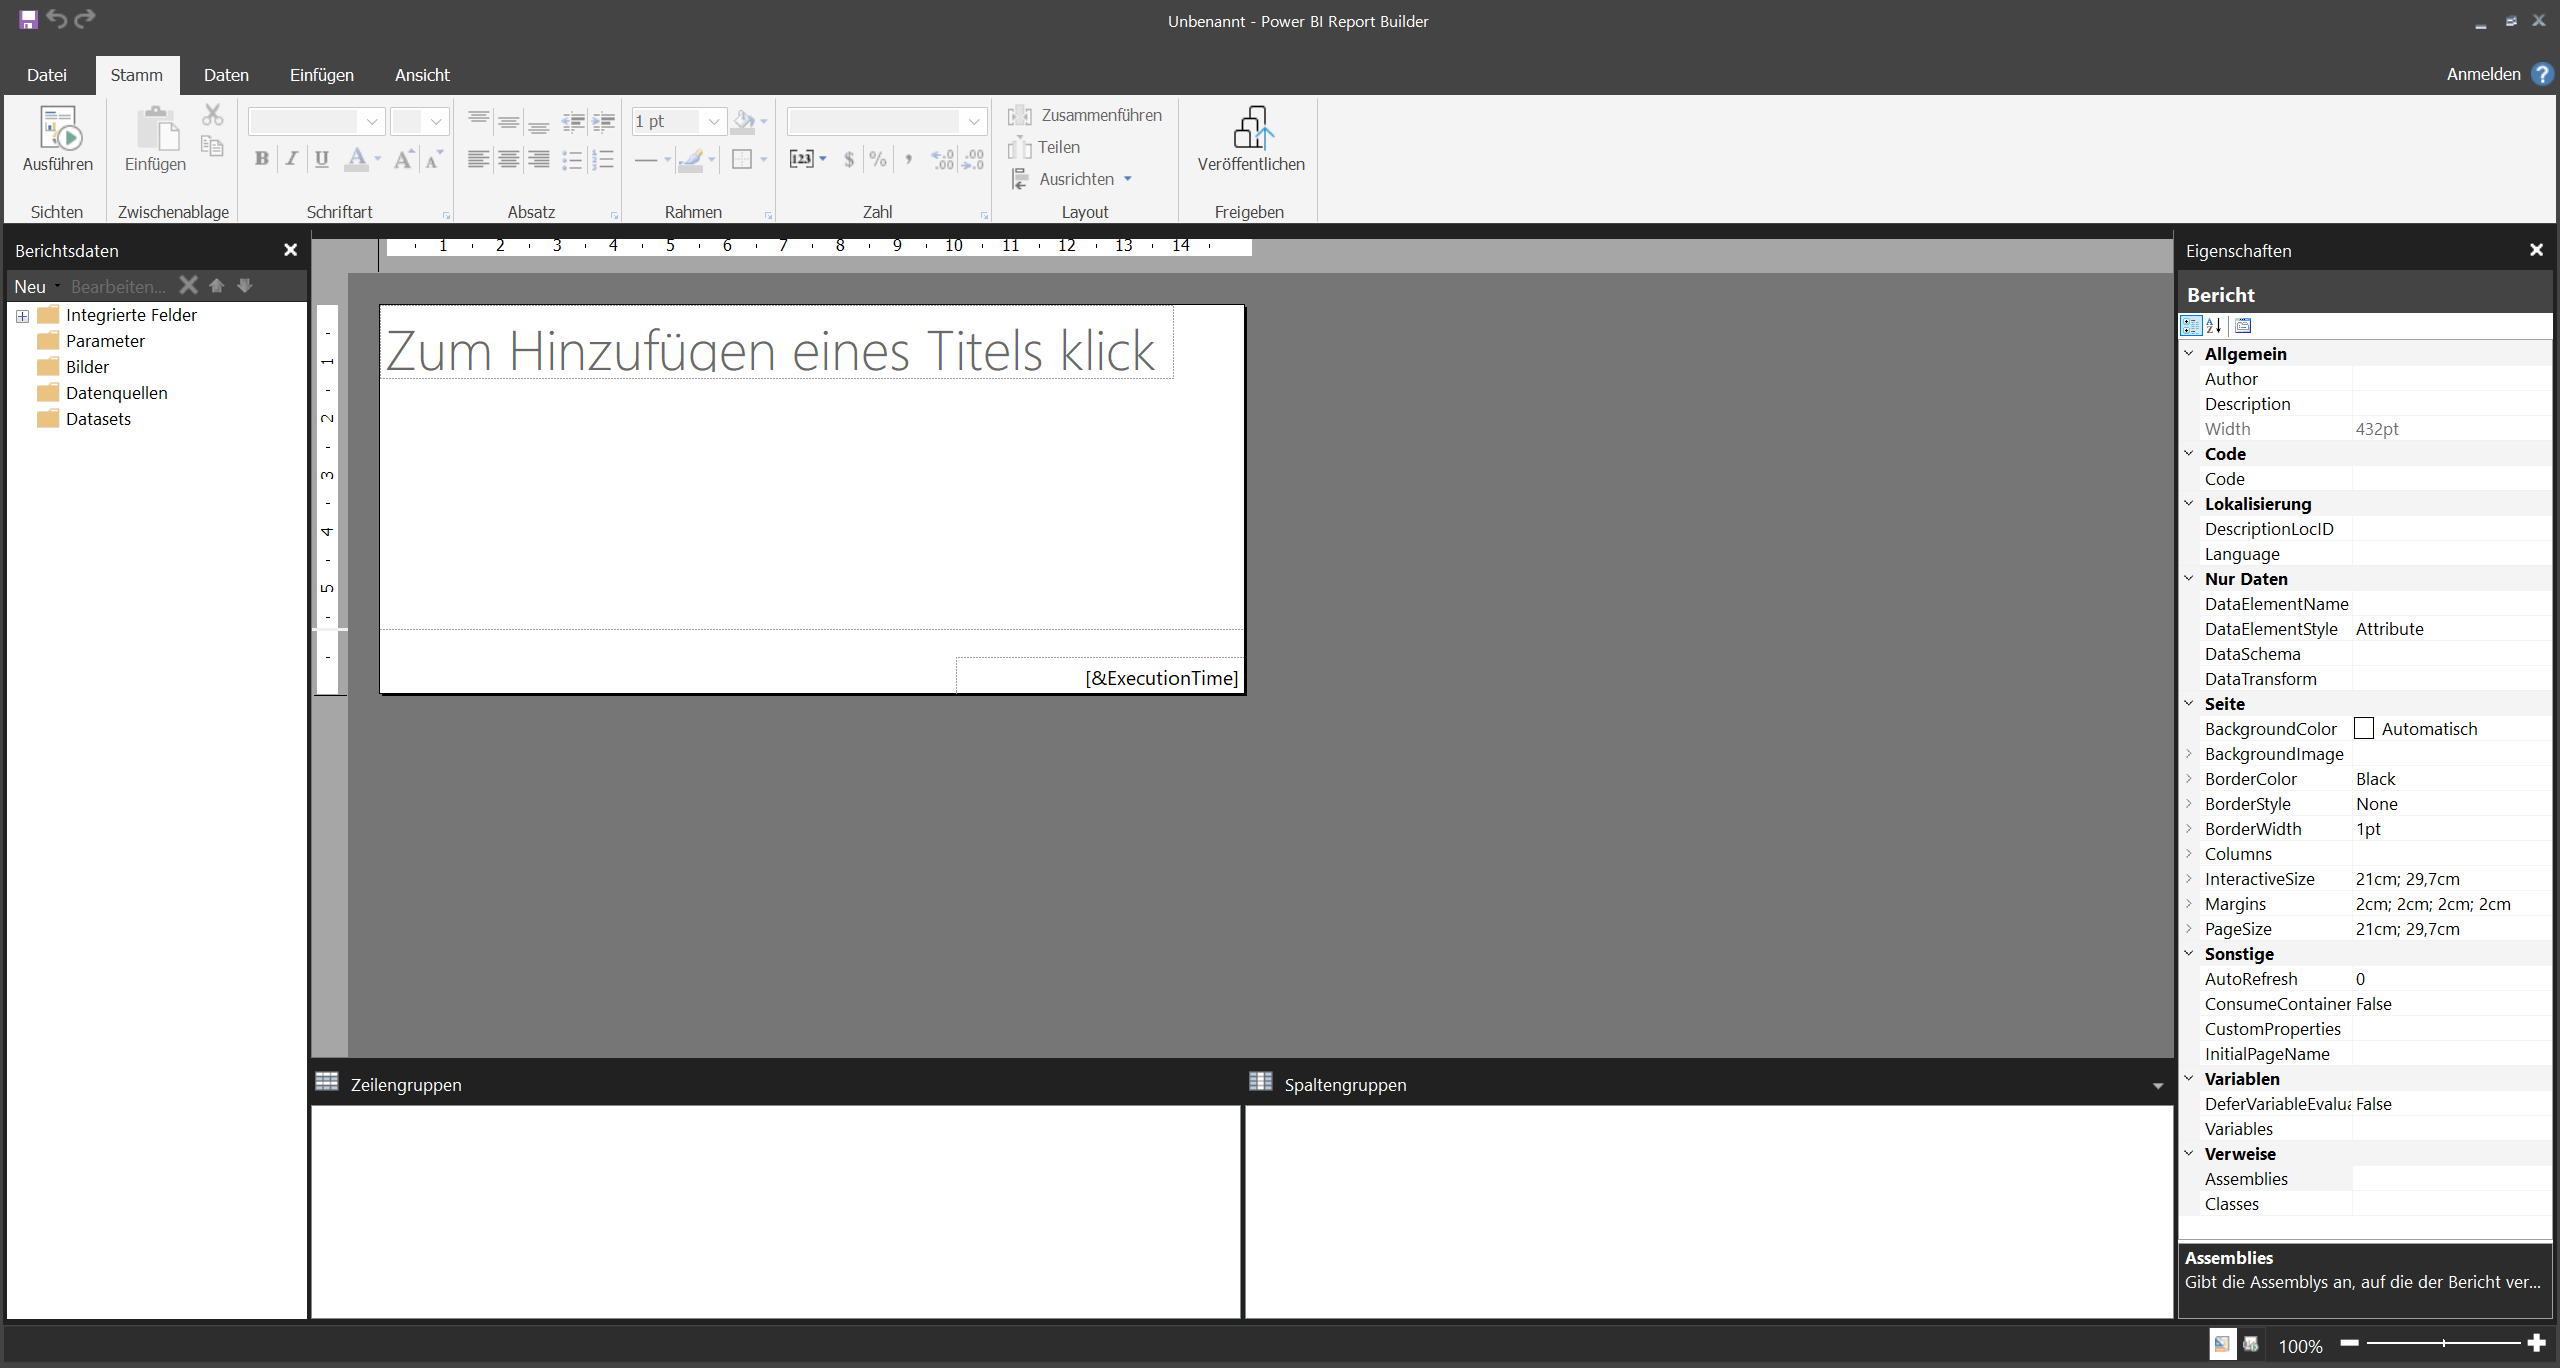 Unbenannt - Power BI Report Builder
Datei Stamm Daten Einfügen Ansicht Anmelden ?
1 pt
Zusammenführen
Teilen
Ausrichten
Ausführen Einfügen B I U A A A [123] $ % , Veröffentlichen
Sichten Zwischenablage Schriftart Absatz Rahmen Zahl Layout Freigeben
Berichtsdaten
Neu Bearbeiten...
Integrierte Felder
Parameter
Bilder
Datenquellen
Datasets
1 2 3 4 5 6 7 8 9 10 11 12 13 14
1
2
3
4
5
Zum Hinzufügen eines Titels klick
[&ExecutionTime]
Zeilengruppen Spaltengruppen
Eigenschaften
Bericht
Allgemein
Author
Description
Width 432pt
Code
Code
Lokalisierung
DescriptionLocID
Language
Nur Daten
DataElementName
DataElementStyle Attribute
DataSchema
DataTransform
Seite
BackgroundColor Automatisch
BackgroundImage
BorderColor Black
BorderStyle None
BorderWidth 1pt
Columns
InteractiveSize 21cm; 29,7cm
Margins 2cm; 2cm; 2cm; 2cm
PageSize 21cm; 29,7cm
Sonstige
AutoRefresh 0
ConsumeContainer False
CustomProperties
InitialPageName
Variablen
DeferVariableEvalua False
Variables
Verweise
Assemblies
Classes
Assemblies
Gibt die Assemblys an, auf die der Bericht ver...
100%